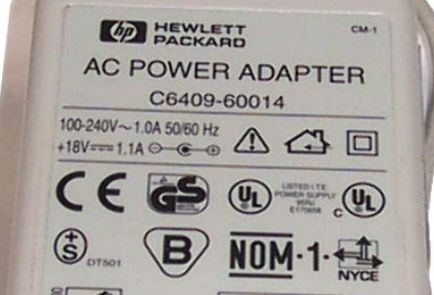 hp HEWLETT PACKARD
CM-1
AC POWER ADAPTER
C6409-60014
100-240V~ 1.0A 50/60 Hz
+18V⎓ 1.1A
CE GS UL LISTED I.T.E. POWER SUPPLY c UL
S DT501 B NOM·1· NYCE